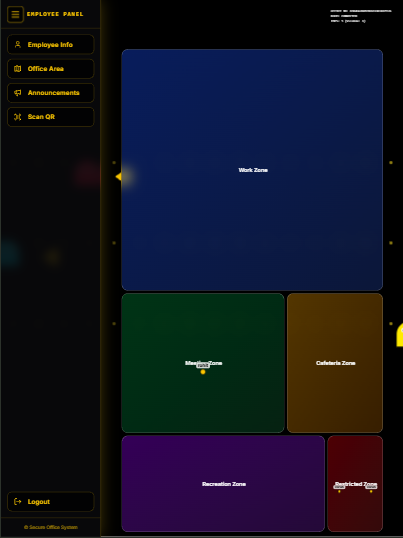 EMPLOYEE PANEL
Employee Info
Office Area
Announcements
Scan QR
Work Zone
Meeting Zone
Cafeteria Zone
Recreation Zone
Restricted Zone
Logout
© Secure Office System